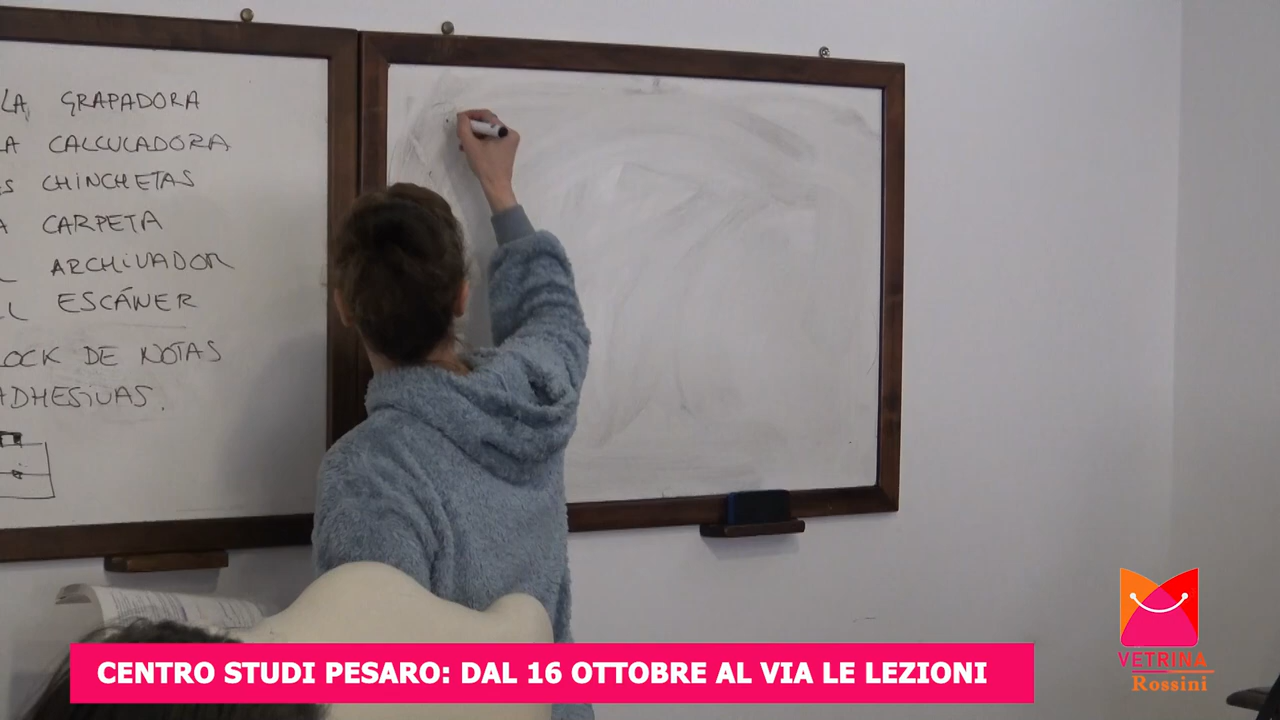 LA GRAPADORA
A CALCULADORA
S CHINCHETAS
A CARPETA
ARCHIVADOR
L ESCÁNER
LOCK DE NOTAS
ADHESIVAS.
CENTRO STUDI PESARO: DAL 16 OTTOBRE AL VIA LE LEZIONI
VETRINA
Rossini